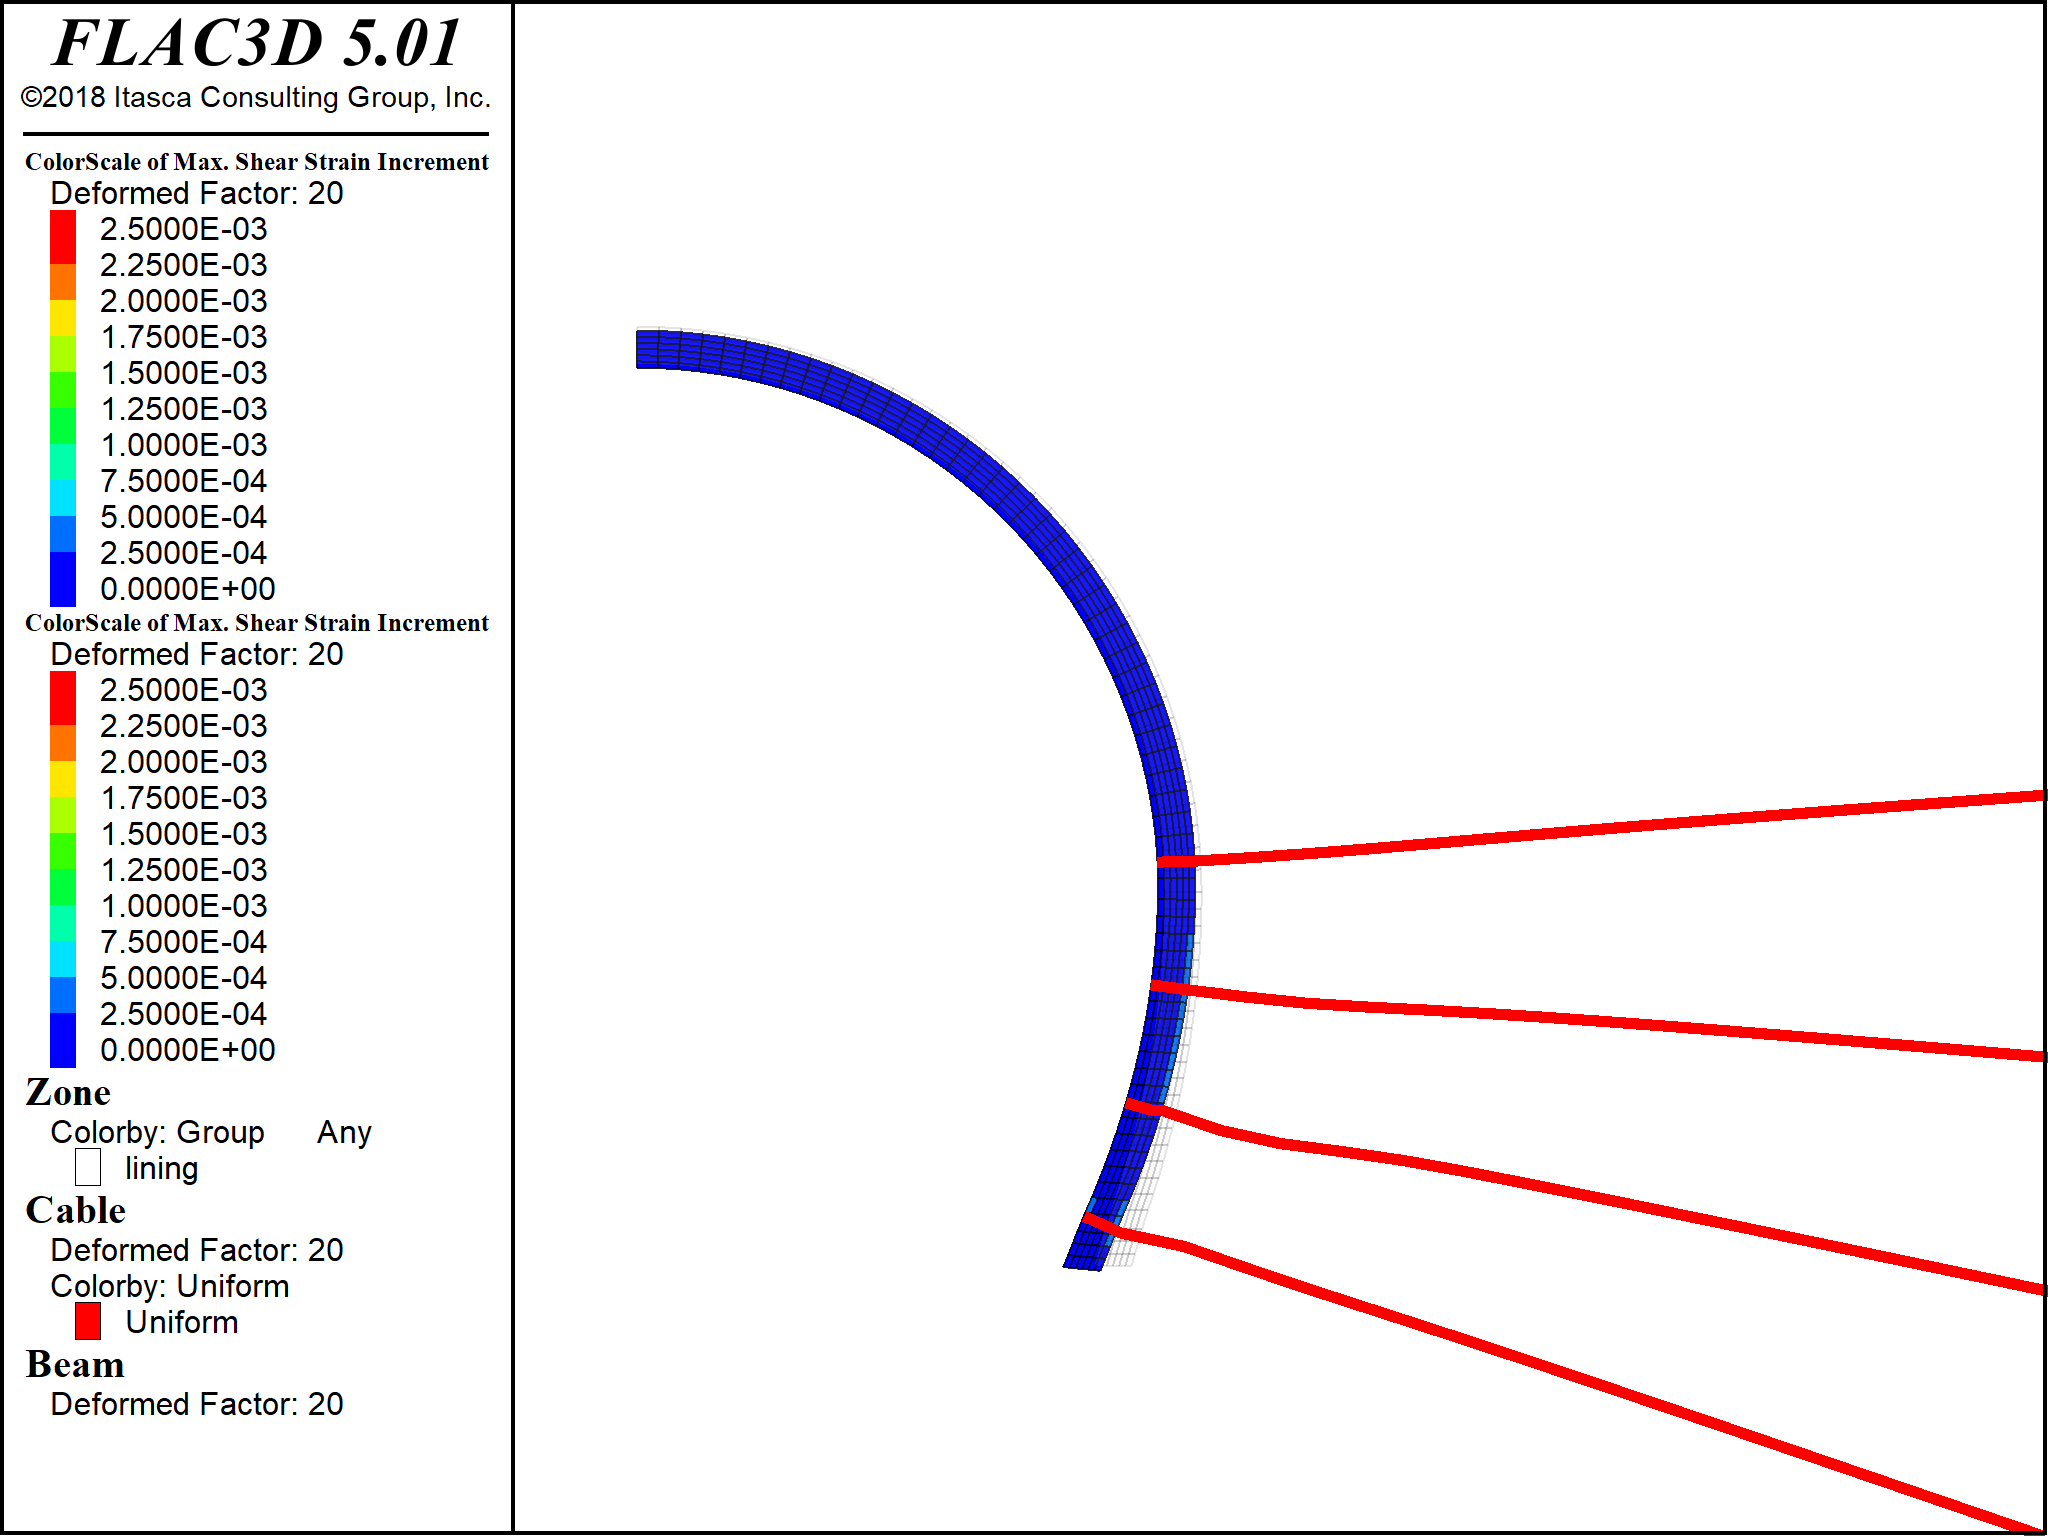 FLAC3D 5.01
©2018 Itasca Consulting Group, Inc.
ColorScale of Max. Shear Strain Increment
Deformed Factor: 20
2.5000E-03
2.2500E-03
2.0000E-03
1.7500E-03
1.5000E-03
1.2500E-03
1.0000E-03
7.5000E-04
5.0000E-04
2.5000E-04
0.0000E+00
ColorScale of Max. Shear Strain Increment
Deformed Factor: 20
2.5000E-03
2.2500E-03
2.0000E-03
1.7500E-03
1.5000E-03
1.2500E-03
1.0000E-03
7.5000E-04
5.0000E-04
2.5000E-04
0.0000E+00
Zone
Colorby: Group Any
lining
Cable
Deformed Factor: 20
Colorby: Uniform
Uniform
Beam
Deformed Factor: 20